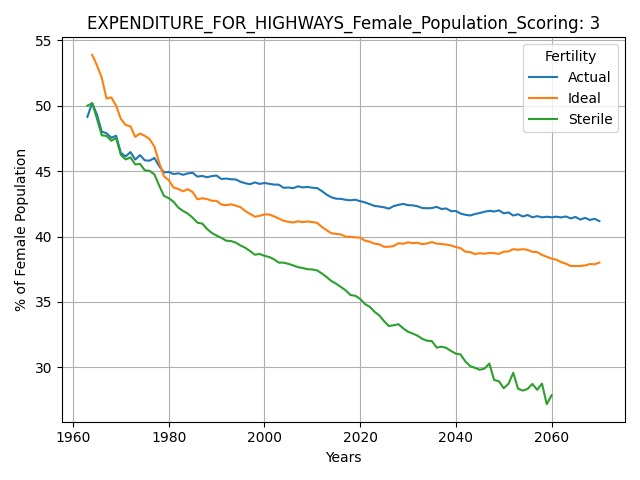 EXPENDITURE_FOR_HIGHWAYS_Female_Population_Scoring: 3
Fertility
Actual
Ideal
Sterile
% of Female Population
55
50
45
40
35
30
1960 1980 2000 2020 2040 2060
Years